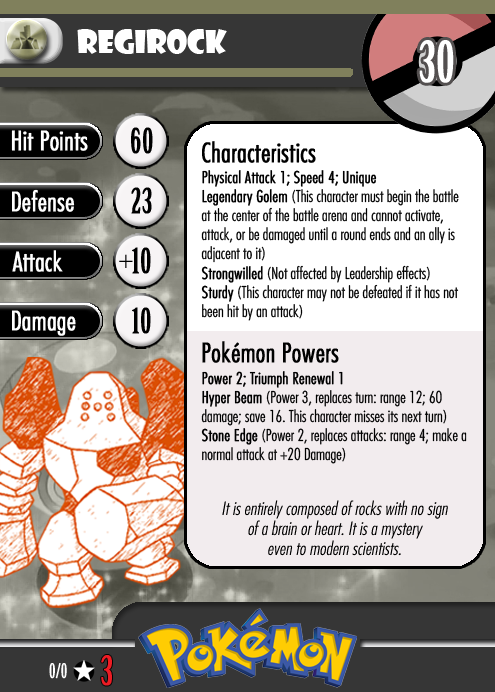 REGIROCK
30
Hit Points 60
Defense 23
Attack +10
Damage 10
Characteristics
Physical Attack 1; Speed 4; Unique
Legendary Golem (This character must begin the battle
at the center of the battle arena and cannot activate,
attack, or be damaged until a round ends and an ally is
adjacent to it)
Strongwilled (Not affected by Leadership effects)
Sturdy (This character may not be defeated if it has not
been hit by an attack)
Pokémon Powers
Power 2; Triumph Renewal 1
Hyper Beam (Power 3, replaces turn: range 12; 60
damage; save 16. This character misses its next turn)
Stone Edge (Power 2, replaces attacks: range 4; make a
normal attack at +20 Damage)
It is entirely composed of rocks with no sign
of a brain or heart. It is a mystery
even to modern scientists.
0/0 ★ 3
POKéMON